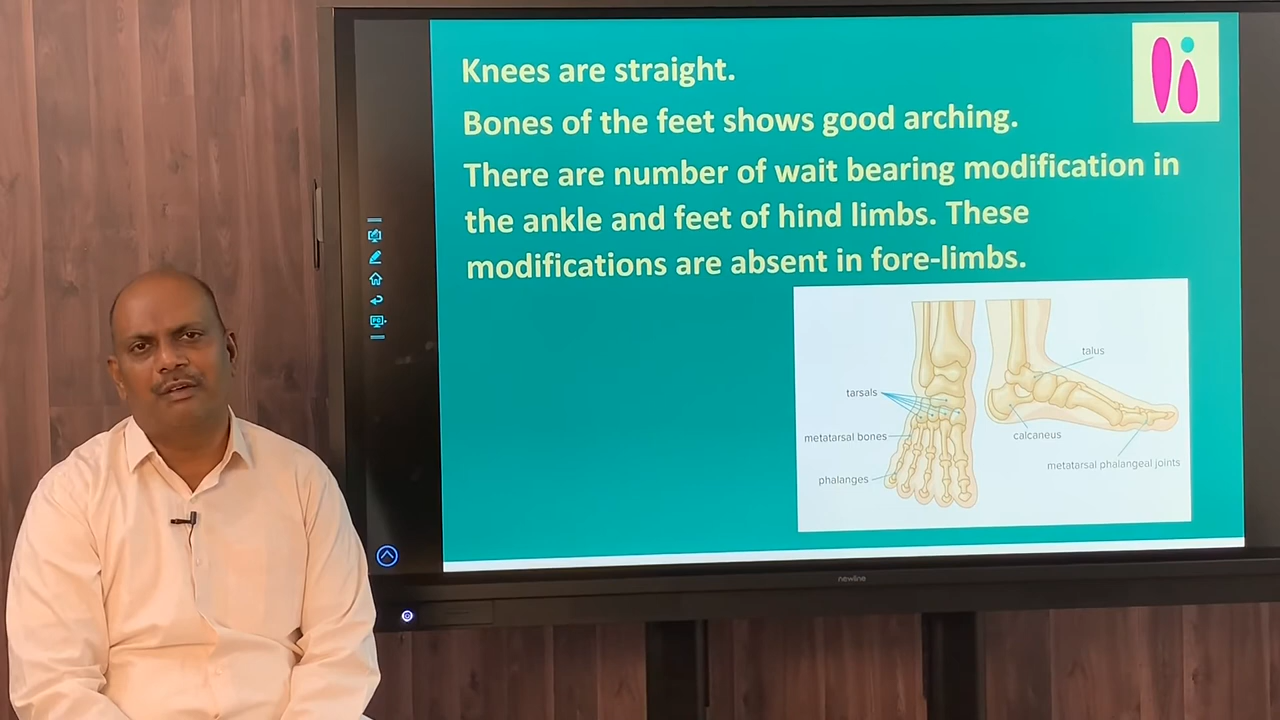 Knees are straight.
Bones of the feet shows good arching.
There are number of wait bearing modification in
the ankle and feet of hind limbs. These
modifications are absent in fore-limbs.
talus
tarsals
calcaneus
metatarsal bones
metatarsal phalangeal joints
phalanges
newline